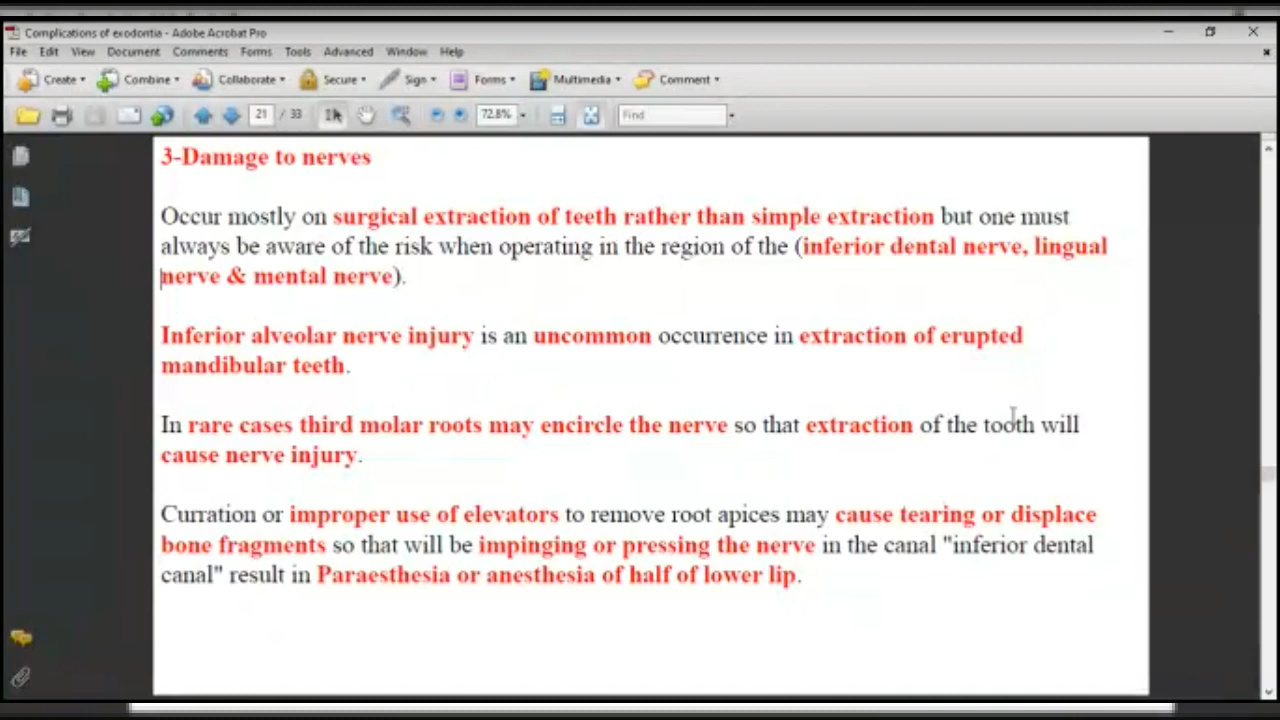 Complications of exodontia - Adobe Acrobat Pro
File Edit View Document Comments Forms Tools Advanced Window Help
Create Combine Collaborate Secure Sign Forms Multimedia Comment
21 / 33 72.8% Find
3-Damage to nerves
Occur mostly on surgical extraction of teeth rather than simple extraction but one must
always be aware of the risk when operating in the region of the (inferior dental nerve, lingual
nerve & mental nerve).
Inferior alveolar nerve injury is an uncommon occurrence in extraction of erupted
mandibular teeth.
In rare cases third molar roots may encircle the nerve so that extraction of the tooth will
cause nerve injury.
Curration or improper use of elevators to remove root apices may cause tearing or displace
bone fragments so that will be impinging or pressing the nerve in the canal "inferior dental
canal" result in Paraesthesia or anesthesia of half of lower lip.